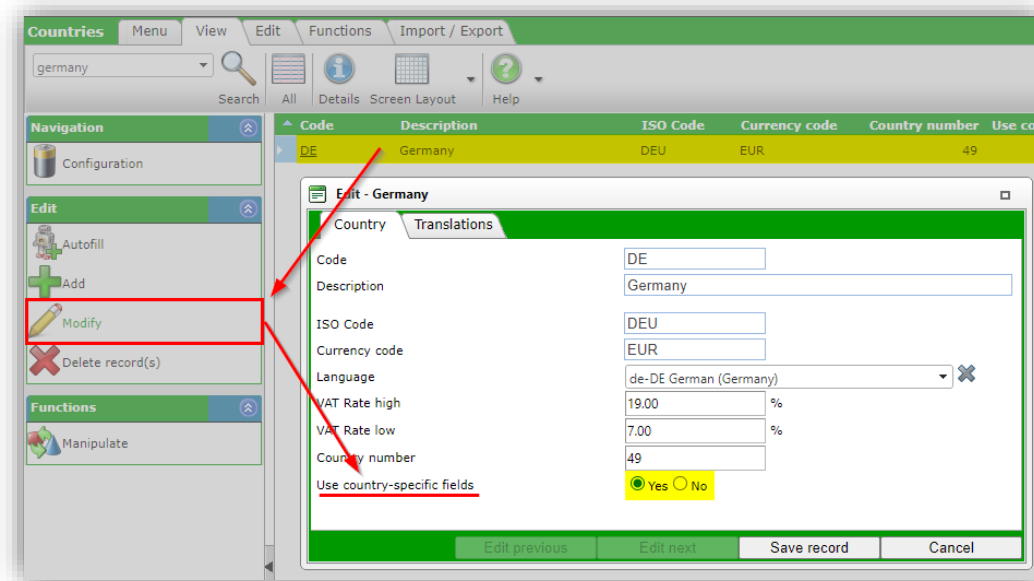 Countries Menu View Edit Functions Import / Export
germany
Search All Details Screen Layout Help
Navigation
Configuration
Edit
Autofill
Add
Modify
Delete record(s)
Functions
Manipulate
Code Description ISO Code Currency code Country number Use co
DE Germany DEU EUR 49
Edit - Germany
Country Translations
Code DE
Description Germany
ISO Code DEU
Currency code EUR
Language de-DE German (Germany)
VAT Rate high 19.00 %
VAT Rate low 7.00 %
Country number 49
Use country-specific fields Yes No
Edit previous Edit next Save record Cancel